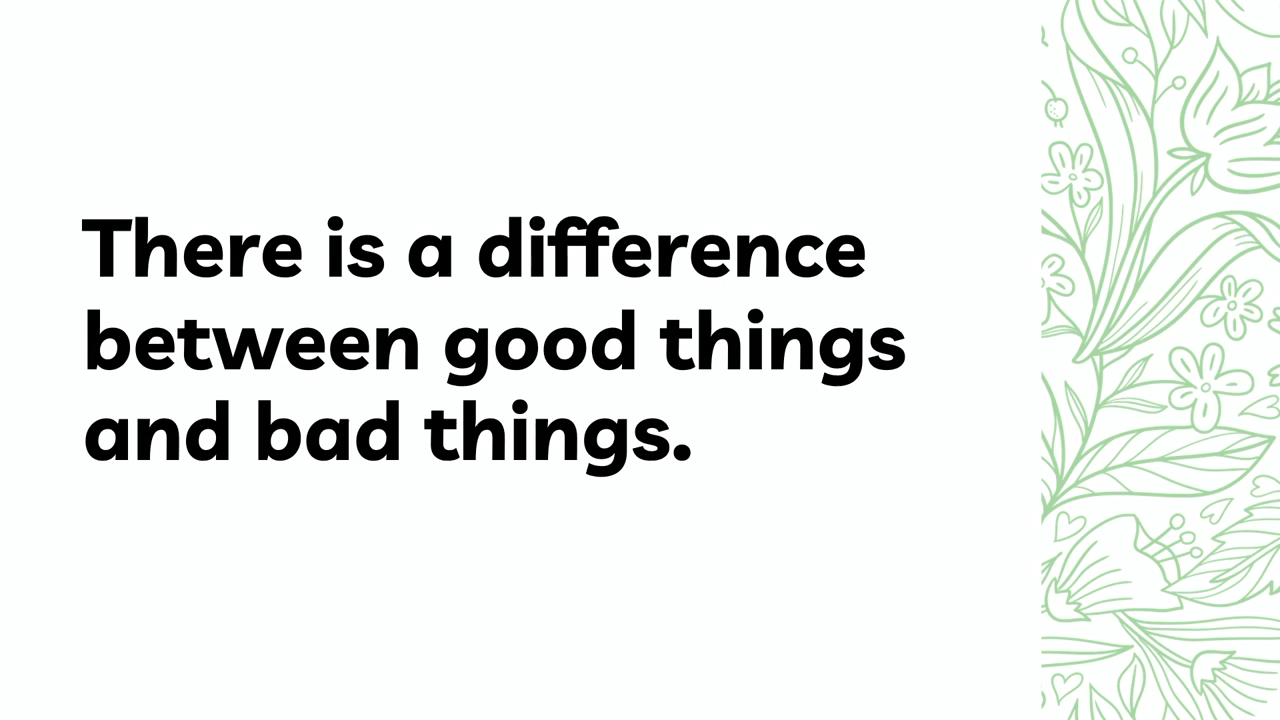 There is a difference
between good things
and bad things.